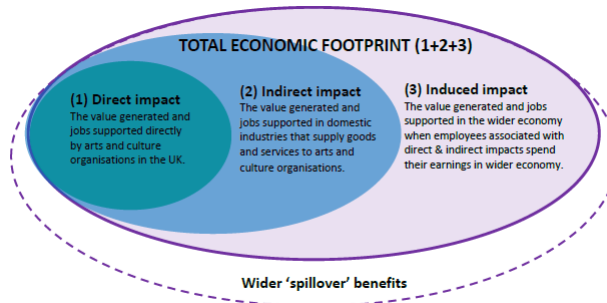 TOTAL ECONOMIC FOOTPRINT (1+2+3)
(1) Direct impact
The value generated and
jobs supported directly
by arts and culture
organisations in the UK.
(2) Indirect impact
The value generated and
jobs supported in domestic
industries that supply goods
and services to arts and
culture organisations.
(3) Induced impact
The value generated and jobs
supported in the wider economy
when employees associated with
direct & indirect impacts spend
their earnings in wider economy.
Wider ‘spillover’ benefits